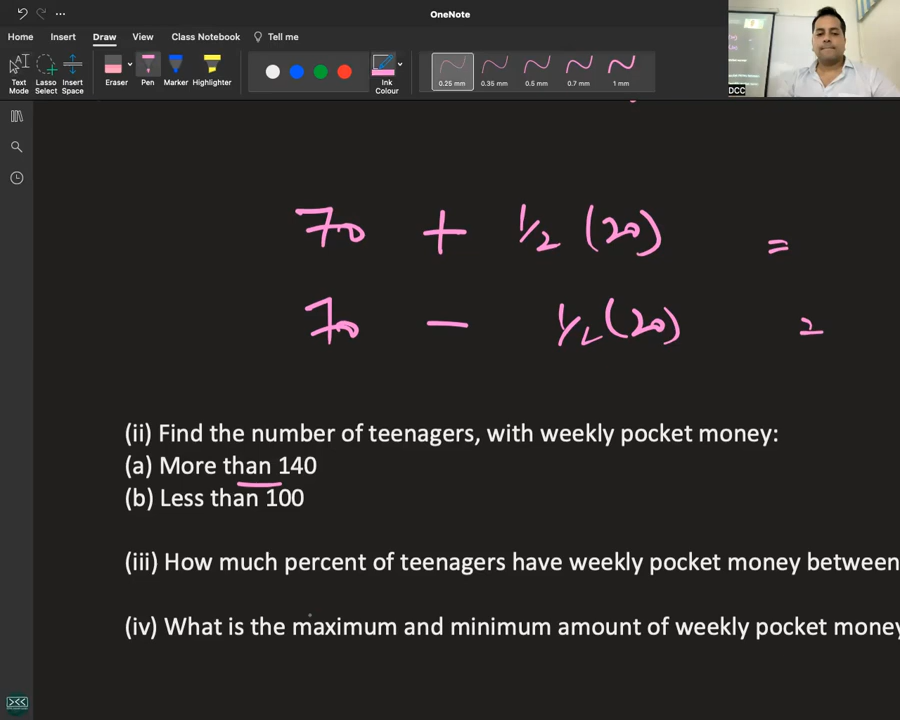 OneNote
Home Insert Draw View Class Notebook Tell me
Text Mode Lasso Select Insert Space Eraser Pen Marker Highlighter Ink Colour 0.25 mm 0.35 mm 0.5 mm 0.7 mm 1 mm
DCC
70 + 1/2 (20) =
70 - 1/2 (20) =
(ii) Find the number of teenagers, with weekly pocket money:
(a) More than 140
(b) Less than 100
(iii) How much percent of teenagers have weekly pocket money between
(iv) What is the maximum and minimum amount of weekly pocket money